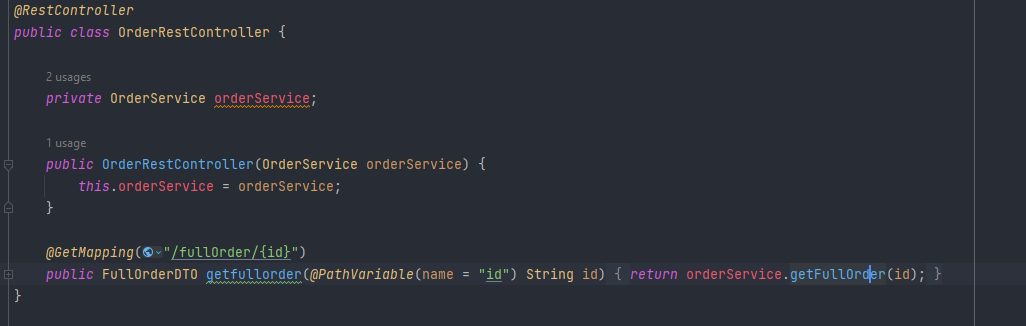 @RestController
public class OrderRestController {
2 usages
private OrderService orderService;
1 usage
public OrderRestController(OrderService orderService) {
this.orderService = orderService;
}
@GetMapping("/fullOrder/{id}")
public FullOrderDTO getfullorder(@PathVariable(name = "id") String id) { return orderService.getFullOrder(id); }
}